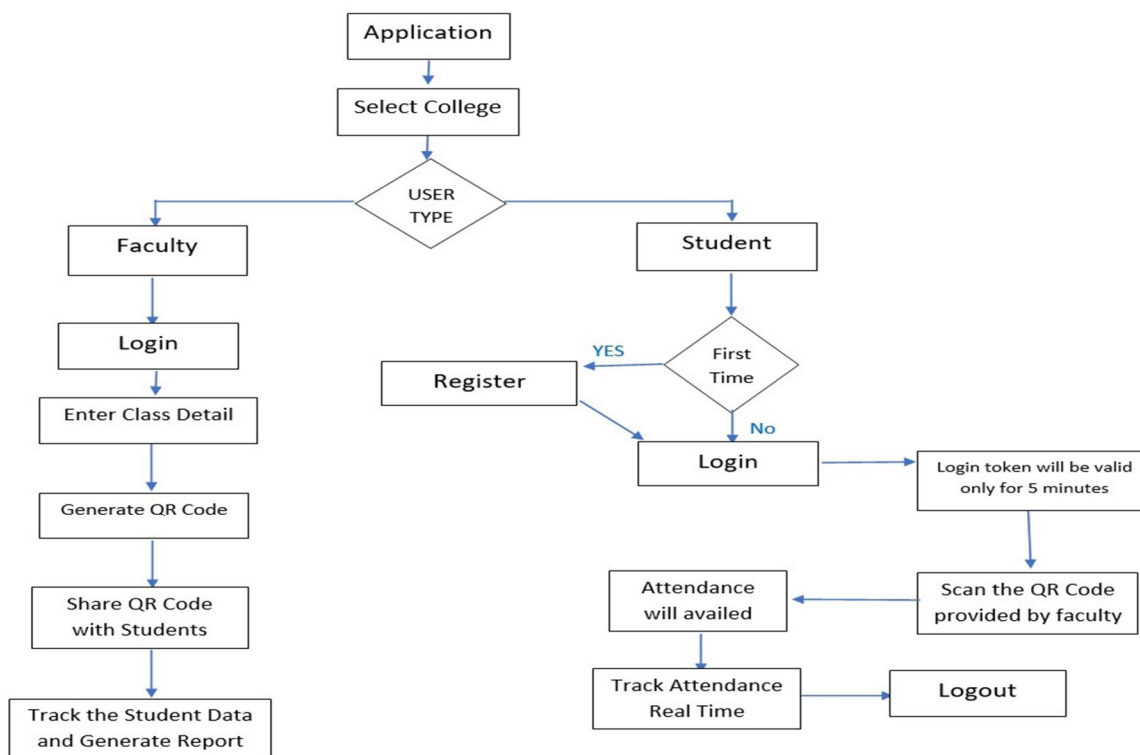 Application
Select College
USER
TYPE
Faculty
Student
Login
First
Time
YES
Register
Enter Class Detail
No
Login
Login token will be valid
only for 5 minutes
Generate QR Code
Share QR Code
with Students
Attendance
will availed
Scan the QR Code
provided by faculty
Track the Student Data
and Generate Report
Track Attendance
Real Time
Logout